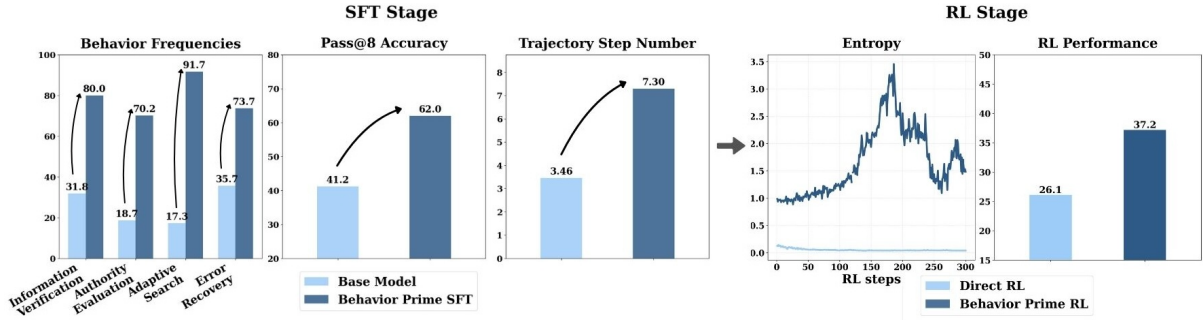 SFT Stage
RL Stage
Behavior Frequencies
100
80
60
40
20
0
31.8
80.0
18.7
70.2
17.3
91.7
35.7
73.7
Information
Verification
Authority
Evaluation
Adaptive
Search
Error
Recovery
Pass@8 Accuracy
80
70
60
50
40
30
20
41.2
62.0
Trajectory Step Number
8
7
6
5
4
3
2
1
0
3.46
7.30
Base Model
Behavior Prime SFT
Entropy
3.5
3.0
2.5
2.0
1.5
1.0
0.5
0.0
0
50
100
150
200
250
300
RL steps
RL Performance
50
45
40
35
30
25
20
15
26.1
37.2
Direct RL
Behavior Prime RL